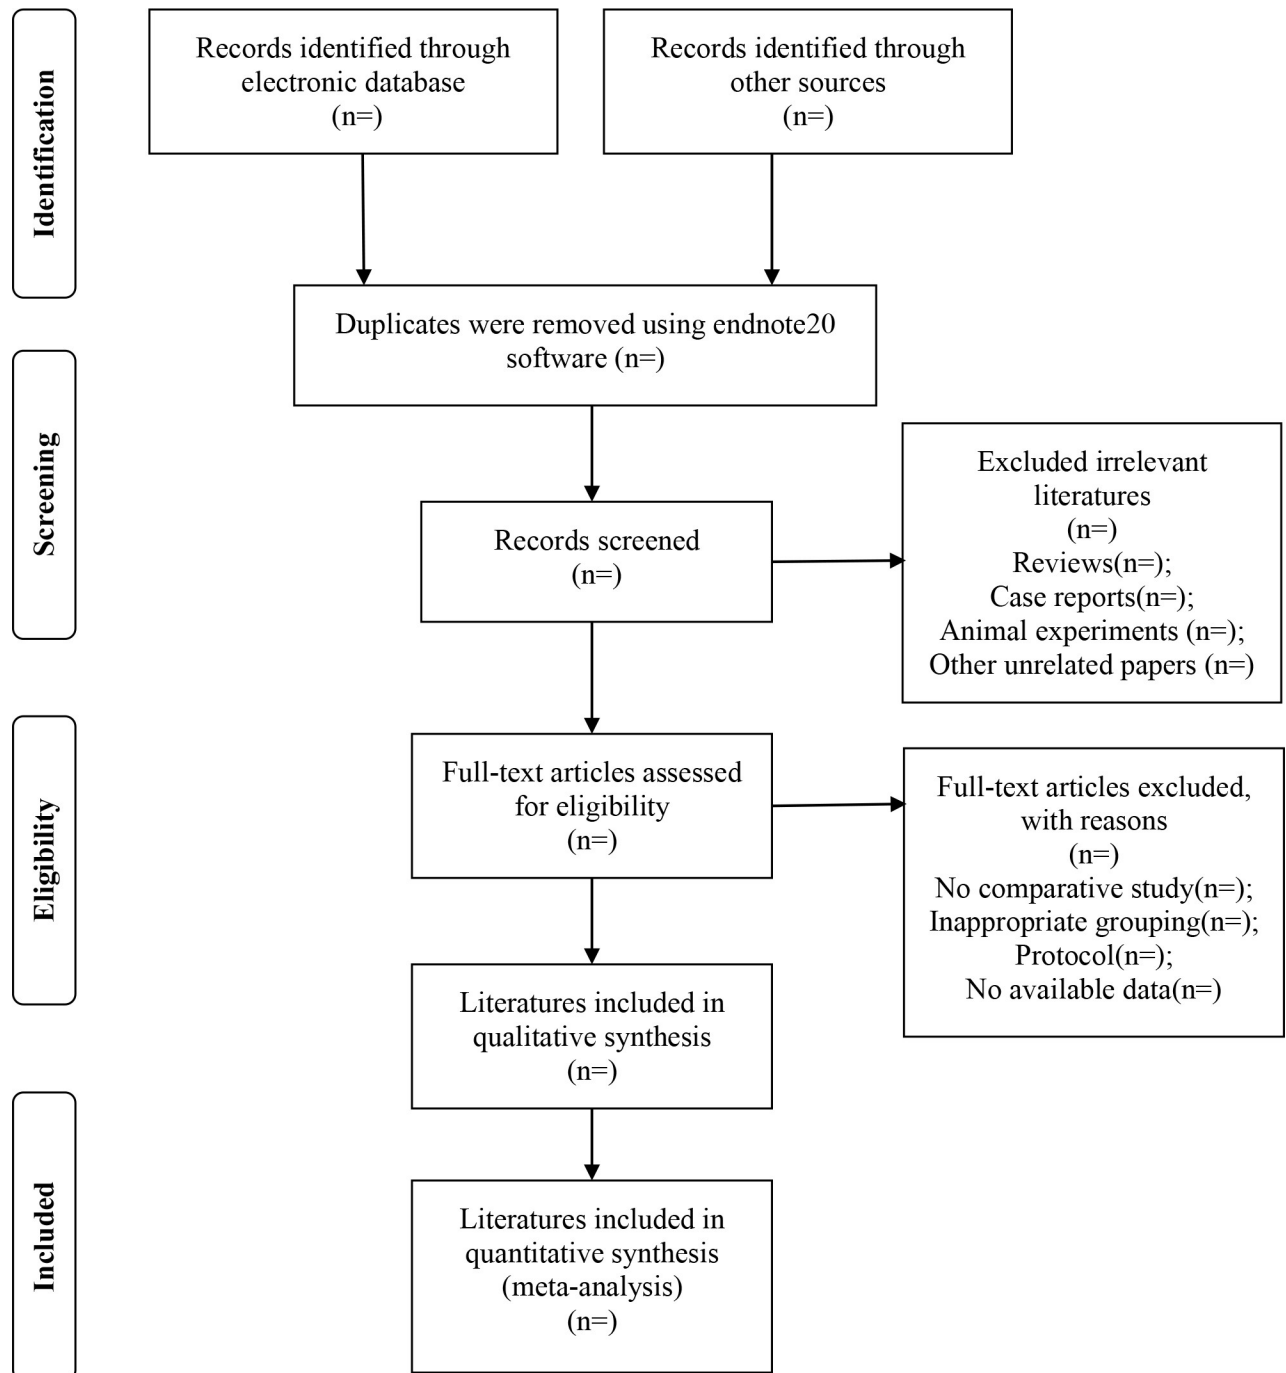 Identification
Records identified through
electronic database
(n=)
Records identified through
other sources
(n=)
Duplicates were removed using endnote20
software (n=)
Screening
Records screened
(n=)
Excluded irrelevant
literatures
(n=)
Reviews(n=);
Case reports(n=);
Animal experiments (n=);
Other unrelated papers (n=)
Eligibility
Full-text articles assessed
for eligibility
(n=)
Full-text articles excluded,
with reasons
(n=)
No comparative study(n=);
Inappropriate grouping(n=);
Protocol(n=);
No available data(n=)
Literatures included in
qualitative synthesis
(n=)
Included
Literatures included in
quantitative synthesis
(meta-analysis)
(n=)